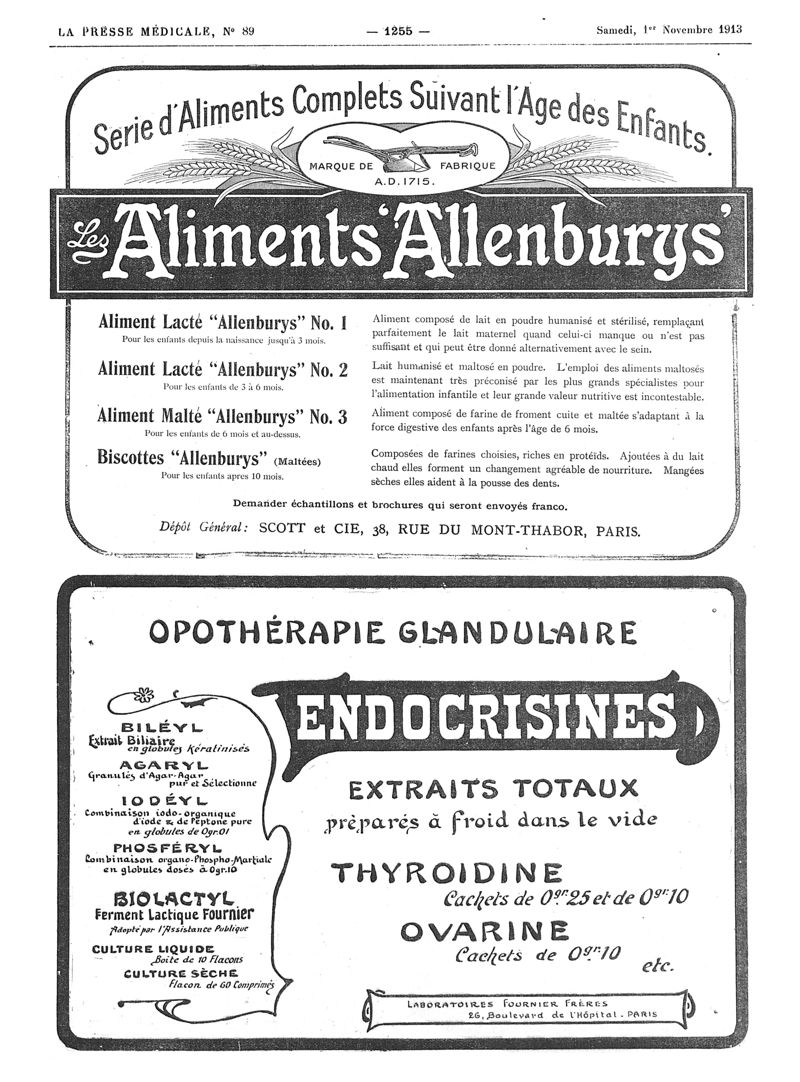 LA PRESSE MÉDICALE, N° 89
— 1255 —
Samedi, 1er Novembre 1913
Serie d'Aliments Complets Suivant l'Age des Enfants.
MARQUE DE FABRIQUE
A.D. 1715.
Les Aliments 'Allenburys'
Aliment Lacté "Allenburys" No. 1
Pour les enfants depuis la naissance jusqu'à 3 mois.
Aliment composé de lait en poudre humanisé et stérilisé, remplaçant
parfaitement le lait maternel quand celui-ci manque ou n'est pas
suffisant et qui peut être donné alternativement avec le sein.
Aliment Lacté "Allenburys" No. 2
Pour les enfants de 3 à 6 mois.
Lait humanisé et maltosé en poudre. L'emploi des aliments maltosés
est maintenant très préconisé par les plus grands spécialistes pour
l'alimentation infantile et leur grande valeur nutritive est incontestable.
Aliment Malté "Allenburys" No. 3
Pour les enfants de 6 mois et au-dessus.
Aliment composé de farine de froment cuite et maltée s'adaptant à la
force digestive des enfants après l'âge de 6 mois.
Biscottes "Allenburys" (Maltées)
Pour les enfants apres 10 mois.
Composées de farines choisies, riches en protéids. Ajoutées à du lait
chaud elles forment un changement agréable de nourriture. Mangées
sèches elles aident à la pousse des dents.
Demander échantillons et brochures qui seront envoyés franco.
Dépôt Général: SCOTT et CIE, 38, RUE DU MONT-THABOR, PARIS.
OPOTHÉRAPIE GLANDULAIRE
ENDOCRISINES
EXTRAITS TOTAUX
préparés à froid dans le vide
THYROIDINE
Cachets de 0gr.25 et de 0gr.10
OVARINE
Cachets de 0gr.10
etc.
BILÉYL
Extrait Biliaire
en globules Kératinisés
AGARYL
Granulés d'Agar-Agar
pur et Sélectionne
IODÉYL
Combinaison iodo-organique
d'iode & de Peptone pure
en globules de 0gr.01
PHOSFÉRYL
Combinaison organo-Phospho-Martiale
en globules dosés à 0gr.10
BIOLACTYL
Ferment Lactique Fournier
Adopté par l'Assistance Publique
CULTURE LIQUIDE
Boîte de 10 Flacons
CULTURE SÈCHE
Flacon de 60 Comprimés
LABORATOIRES FOURNIER FRÈRES
26, Boulevard de l'Hôpital - PARIS